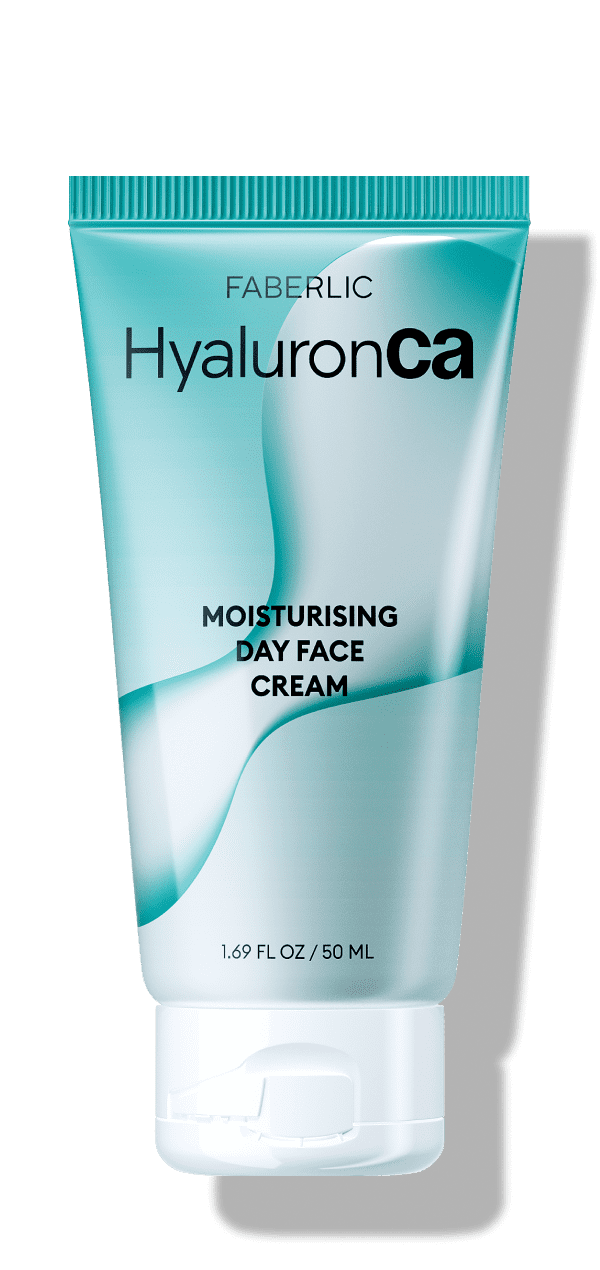 FABERLIC
HyaluronCa
MOISTURISING
DAY FACE
CREAM
1.69 FL OZ / 50 ML